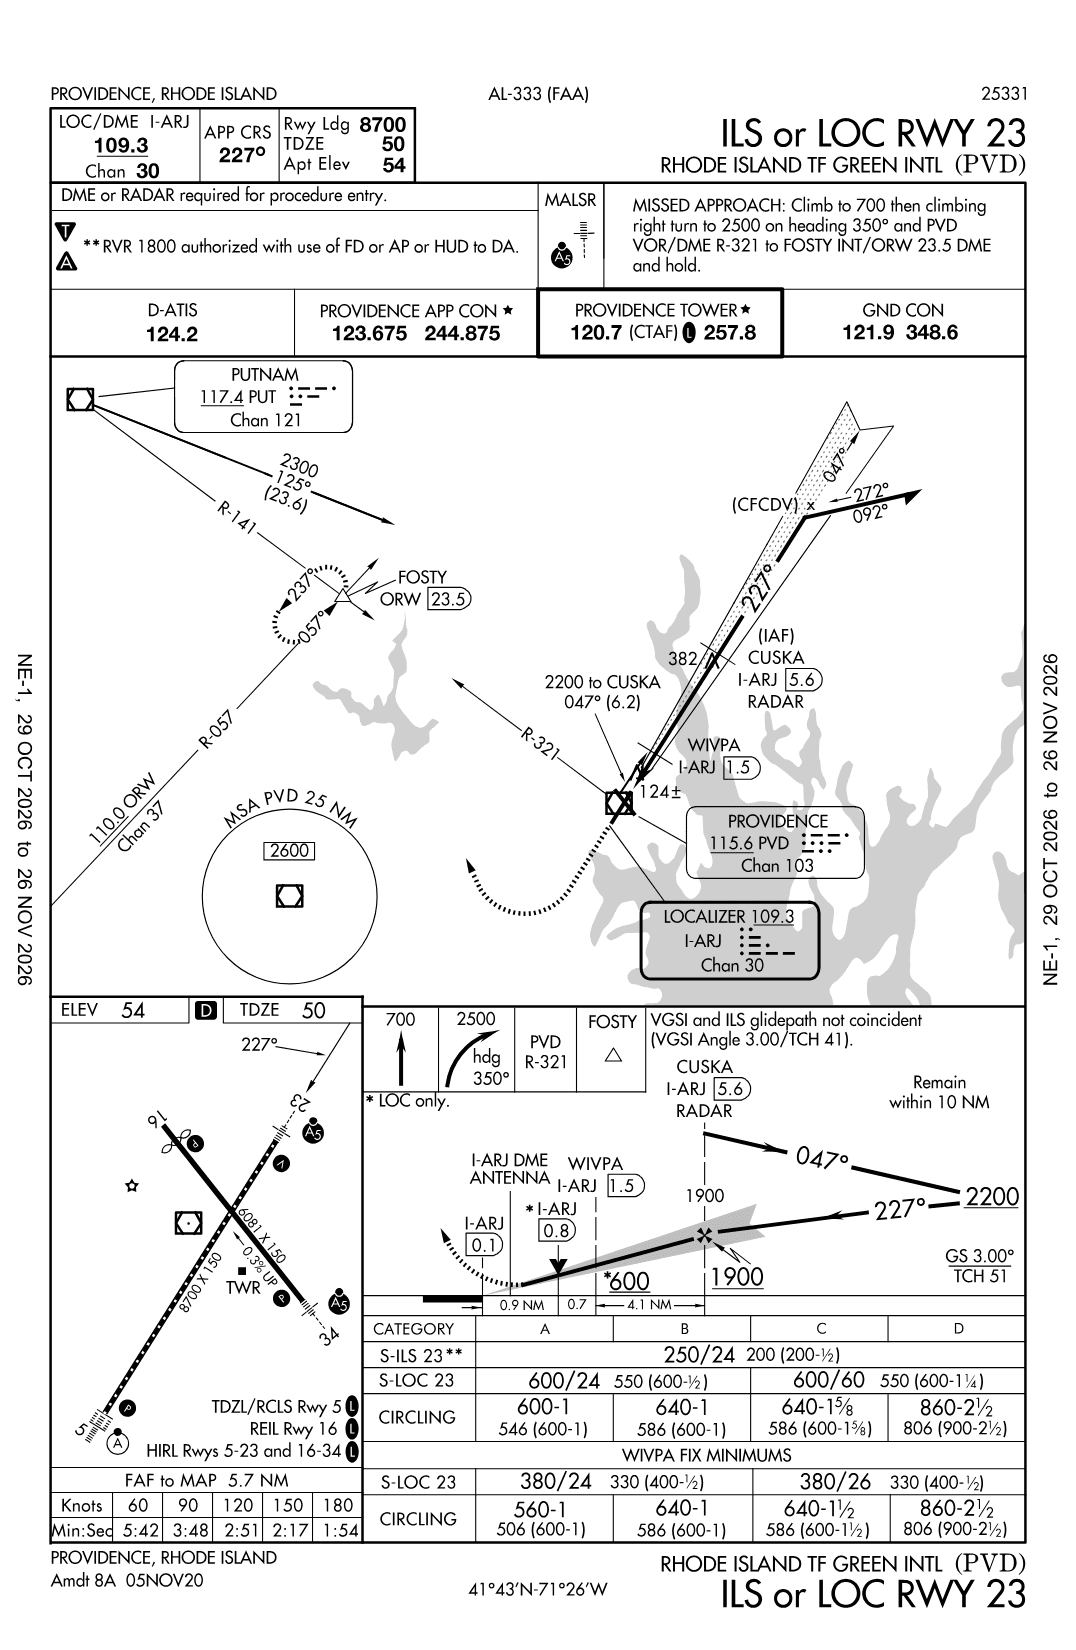 PROVIDENCE, RHODE ISLAND
AL-333 (FAA)
25331
LOC/DME I-ARJ
109.3
Chan 30
APP CRS
227°
Rwy Ldg 8700
TDZE 50
Apt Elev 54
ILS or LOC RWY 23
RHODE ISLAND TF GREEN INTL (PVD)
DME or RADAR required for procedure entry.
T
A
**RVR 1800 authorized with use of FD or AP or HUD to DA.
MALSR
A5
MISSED APPROACH: Climb to 700 then climbing
right turn to 2500 on heading 350° and PVD
VOR/DME R-321 to FOSTY INT/ORW 23.5 DME
and hold.
D-ATIS
124.2
PROVIDENCE APP CON ★
123.675 244.875
PROVIDENCE TOWER★
120.7 (CTAF) L 257.8
GND CON
121.9 348.6
PUTNAM
117.4 PUT
Chan 121
2300
125°
(23.6)
R-141
047°
(CFCDV) x
272°
092°
237°
057°
FOSTY
ORW 23.5
227°
(IAF)
CUSKA
I-ARJ 5.6
RADAR
382
2200 to CUSKA
047° (6.2)
R-057
R-321
WIVPA
I-ARJ 1.5
124±
110.0 ORW
Chan 37
MSA PVD 25 NM
2600
PROVIDENCE
115.6 PVD
Chan 103
LOCALIZER 109.3
I-ARJ
Chan 30
NE-1, 29 OCT 2026 to 26 NOV 2026
NE-1, 29 OCT 2026 to 26 NOV 2026
ELEV 54
D
TDZE 50
227°
23
16
P
A5
V
6081 X 150
0.3% UP
8700 X 150
TWR
P
A5
34
5
P
A
TDZL/RCLS Rwy 5 L
REIL Rwy 16 L
HIRL Rwys 5-23 and 16-34 L
FAF to MAP 5.7 NM
Knots 60 90 120 150 180
Min:Sec 5:42 3:48 2:51 2:17 1:54
700
2500
hdg
350°
PVD
R-321
FOSTY
VGSI and ILS glidepath not coincident
(VGSI Angle 3.00/TCH 41).
* LOC only.
CUSKA
I-ARJ 5.6
RADAR
Remain
within 10 NM
047°
2200
227°
I-ARJ DME
ANTENNA
WIVPA
I-ARJ 1.5
1900
*I-ARJ
0.8
I-ARJ
0.1
*600
1900
GS 3.00°
TCH 51
0.9 NM 0.7 4.1 NM
CATEGORY A B C D
S-ILS 23** 250/24 200 (200-½)
S-LOC 23 600/24 550 (600-½) 600/60 550 (600-1¼)
CIRCLING 600-1 640-1 640-1⅝ 860-2½
546 (600-1) 586 (600-1) 586 (600-1⅝) 806 (900-2½)
WIVPA FIX MINIMUMS
S-LOC 23 380/24 330 (400-½) 380/26 330 (400-½)
CIRCLING 560-1 640-1 640-1½ 860-2½
506 (600-1) 586 (600-1) 586 (600-1½) 806 (900-2½)
PROVIDENCE, RHODE ISLAND
Amdt 8A 05NOV20
41°43'N-71°26'W
RHODE ISLAND TF GREEN INTL (PVD)
ILS or LOC RWY 23